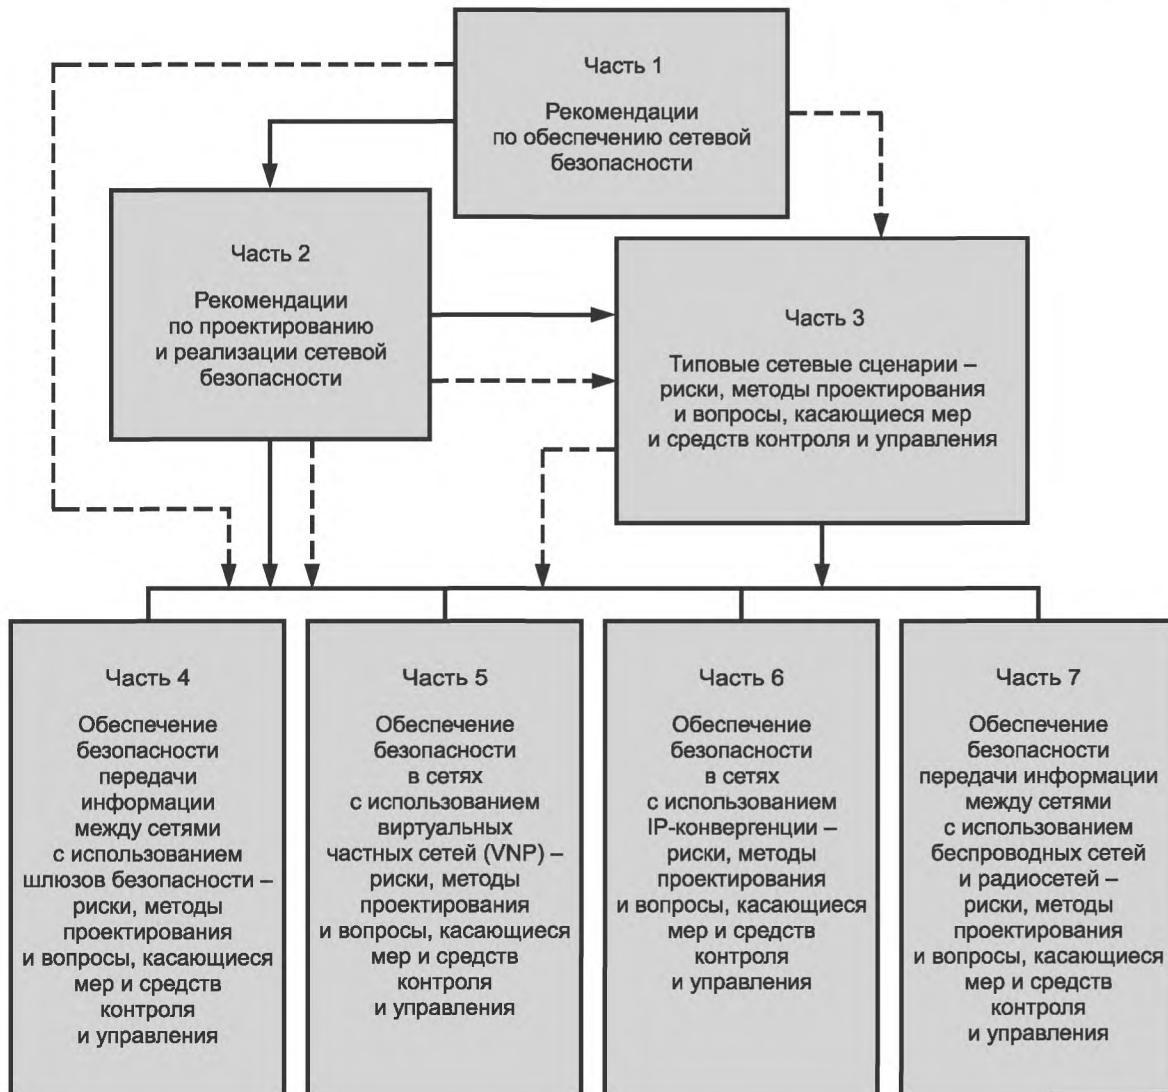 Часть 1
Рекомендации
по обеспечению сетевой
безопасности
Часть 2
Рекомендации
по проектированию
и реализации сетевой
безопасности
Часть 3
Типовые сетевые сценарии –
риски, методы проектирования
и вопросы, касающиеся мер
и средств контроля и управления
Часть 4
Обеспечение
безопасности
передачи
информации
между сетями
с использованием
шлюзов безопасности –
риски, методы
проектирования
и вопросы, касающиеся
мер и средств
контроля
и управления
Часть 5
Обеспечение
безопасности
в сетях
с использованием
виртуальных
частных сетей (VNP) –
риски, методы
проектирования
и вопросы, касающиеся
мер и средств
контроля
и управления
Часть 6
Обеспечение
безопасности
в сетях
с использованием
IP-конвергенции –
риски, методы
проектирования
и вопросы, касающиеся
мер и средств
контроля
и управления
Часть 7
Обеспечение
безопасности
передачи информации
между сетями
с использованием
беспроводных сетей
и радиосетей –
риски, методы
проектирования
и вопросы, касающиеся
мер и средств
контроля
и управления